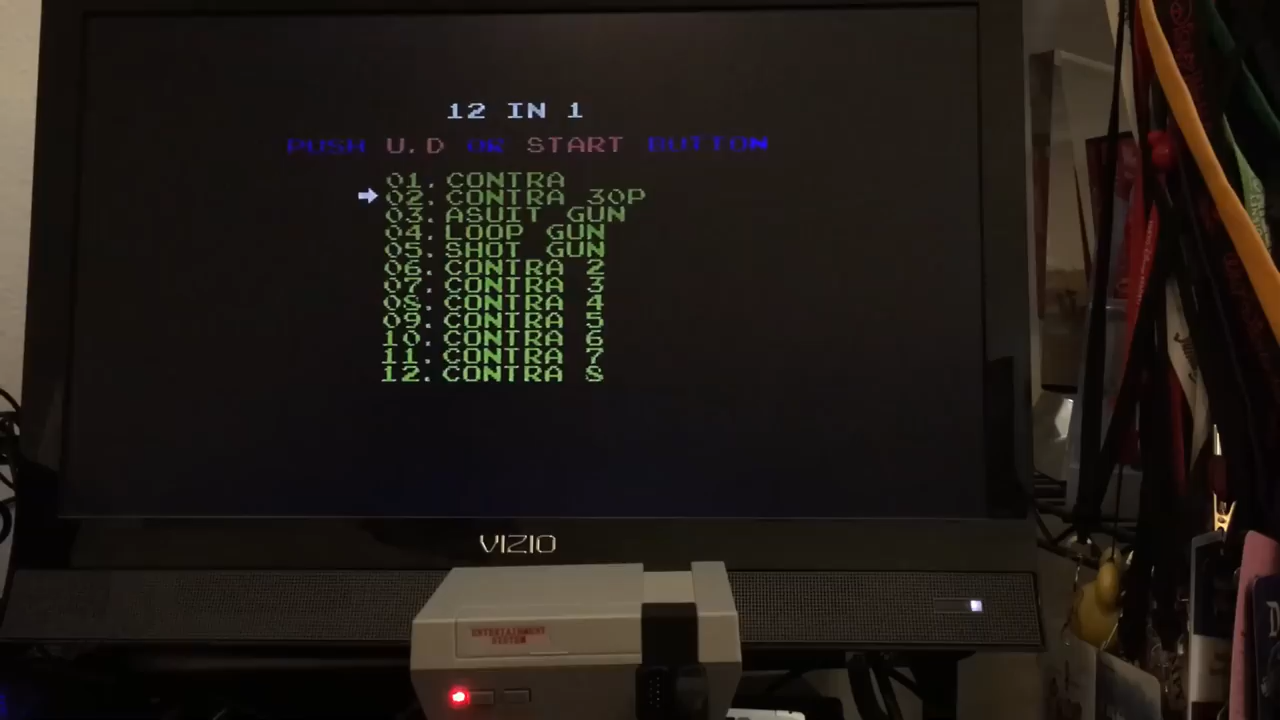 12 IN 1
PUSH U.D OR START BUTTON
01. CONTRA
02. CONTRA 30P
03. ASUIT GUN
04. LOOP GUN
05. SHOT GUN
06. CONTRA 2
07. CONTRA 3
08. CONTRA 4
09. CONTRA 5
10. CONTRA 6
11. CONTRA 7
12. CONTRA 8
VIZIO
ENTERTAINMENT
SYSTEM